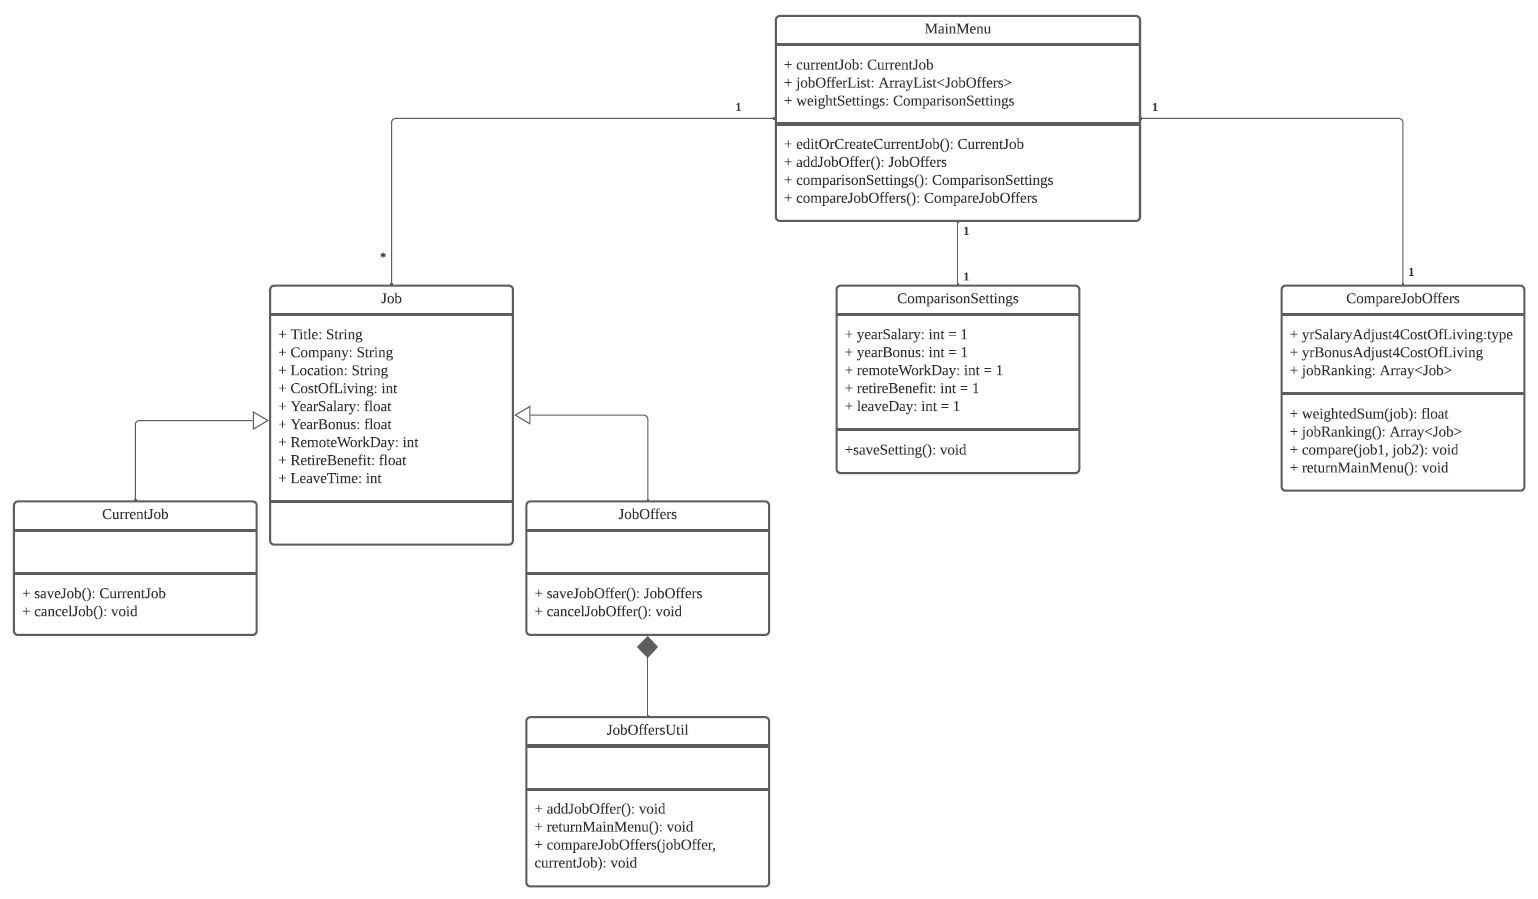 MainMenu
+ currentJob: CurrentJob
+ jobOfferList: ArrayList<JobOffers>
+ weightSettings: ComparisonSettings
+ editOrCreateCurrentJob(): CurrentJob
+ addJobOffer(): JobOffers
+ comparisonSettings(): ComparisonSettings
+ compareJobOffers(): CompareJobOffers
1
1
1
*
1
1
Job
+ Title: String
+ Company: String
+ Location: String
+ CostOfLiving: int
+ YearSalary: float
+ YearBonus: float
+ RemoteWorkDay: int
+ RetireBenefit: float
+ LeaveTime: int
ComparisonSettings
+ yearSalary: int = 1
+ yearBonus: int = 1
+ remoteWorkDay: int = 1
+ retireBenefit: int = 1
+ leaveDay: int = 1
+saveSetting(): void
CompareJobOffers
+ yrSalaryAdjust4CostOfLiving:type
+ yrBonusAdjust4CostOfLiving
+ jobRanking: Array<Job>
+ weightedSum(job): float
+ jobRanking(): Array<Job>
+ compare(job1, job2): void
+ returnMainMenu(): void
CurrentJob
+ saveJob(): CurrentJob
+ cancelJob(): void
JobOffers
+ saveJobOffer(): JobOffers
+ cancelJobOffer(): void
JobOffersUtil
+ addJobOffer(): void
+ returnMainMenu(): void
+ compareJobOffers(jobOffer,
currentJob): void